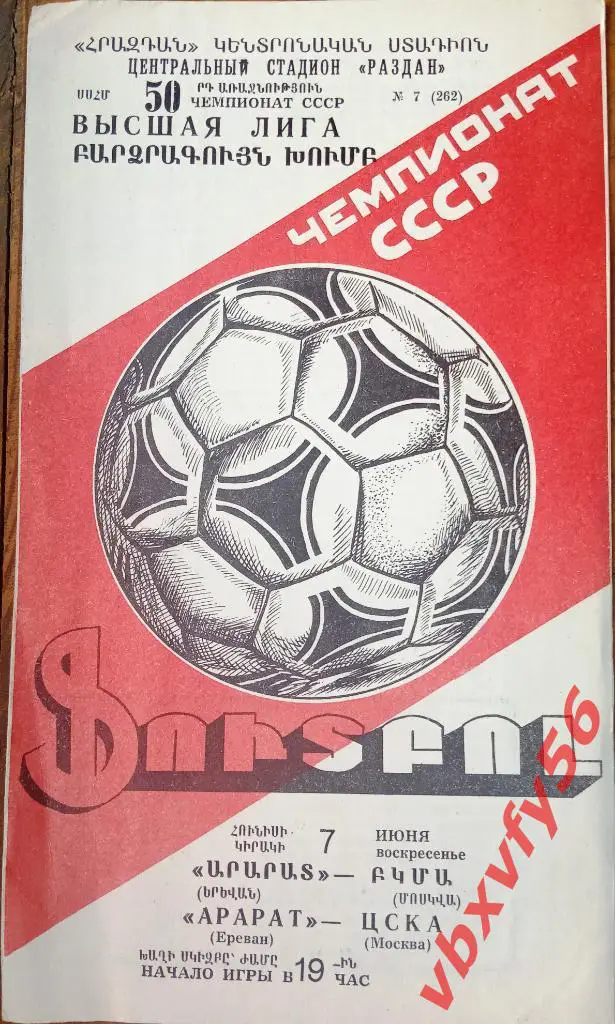 «ՀՐԱԶԴԱՆ» ԿԵՆՏՐՈՆԱԿԱՆ ՍՏԱԴԻՈՆ
ЦЕНТРАЛЬНЫЙ СТАДИОН «РАЗДАН»
ՍՍՀՄ 50 ՐԴ ԱՌԱՋՆՈՒԹՅՈՒՆ
ЧЕМПИОНАТ СССР № 7 (262)
ВЫСШАЯ ЛИГА
ԲԱՐՁՐԱԳՈՒՅՆ ԽՈՒՄԲ
ЧЕМПИОНАТ
СССР
ՖՈՒՏԲՈԼ
ՀՈՒՆԻՍԻ 7 ИЮНЯ
ԿԻՐԱԿԻ воскресенье
«ԱՐԱՐԱՏ» — ԲԿՄԱ
(ԵՐԵՎԱՆ) (ՄՈՍԿՎԱ)
«АРАРАТ» — ЦСКА
(Ереван) (Москва)
ԽԱՂԻ ՍԿԻԶԲԸ՝ ԺԱՄԸ 19 -ԻՆ
НАЧАЛО ИГРЫ В ЧАС
vbxvfy56